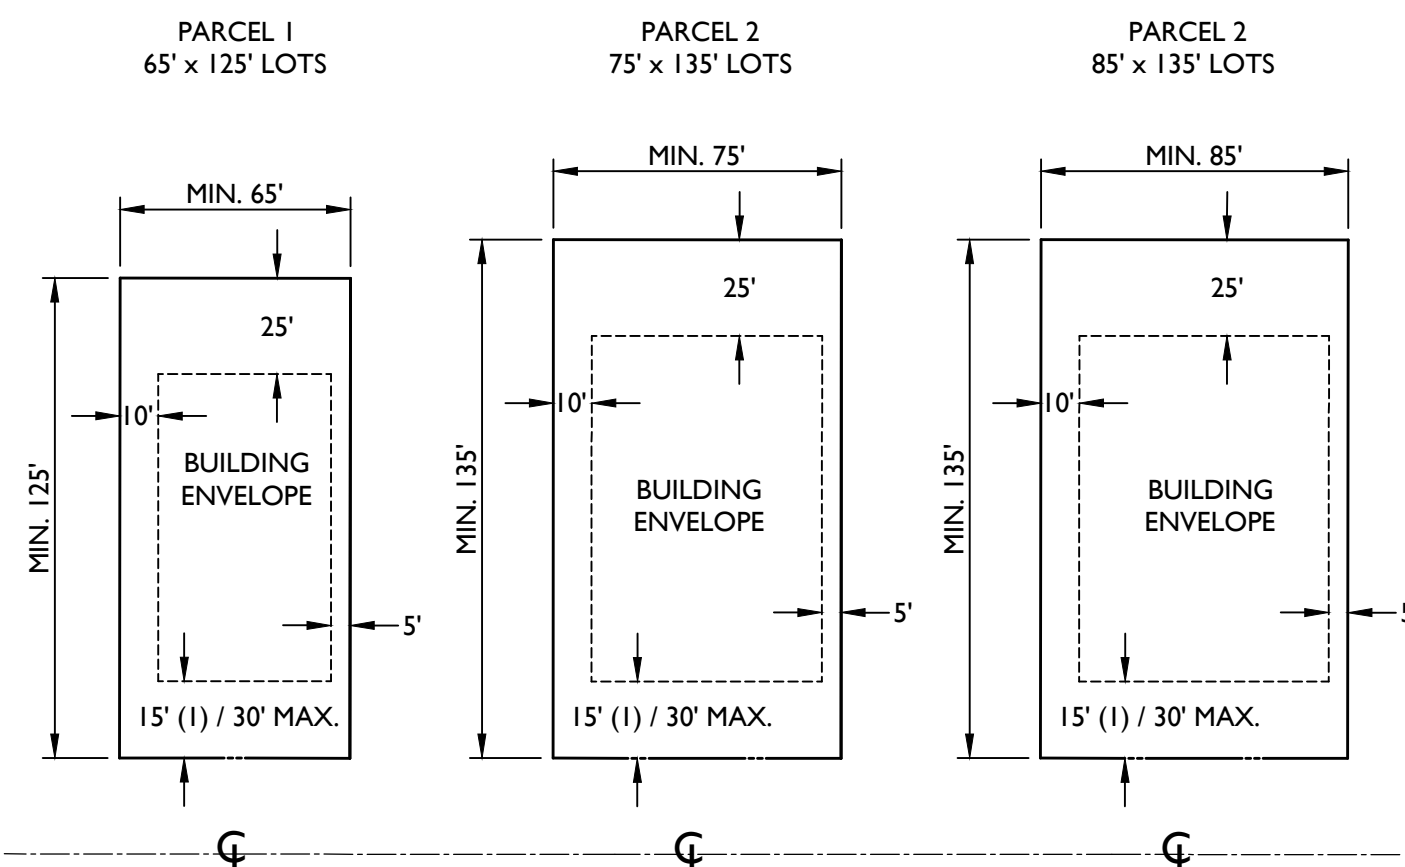 PARCEL 1
65' x 125' LOTS
MIN. 65'
25'
10'
MIN. 125'
BUILDING
ENVELOPE
5'
15' (1) / 30' MAX.
℄
PARCEL 2
75' x 135' LOTS
MIN. 75'
25'
10'
MIN. 135'
BUILDING
ENVELOPE
5'
15' (1) / 30' MAX.
℄
PARCEL 2
85' x 135' LOTS
MIN. 85'
25'
10'
MIN. 135'
BUILDING
ENVELOPE
15' (1) / 30' MAX.
℄